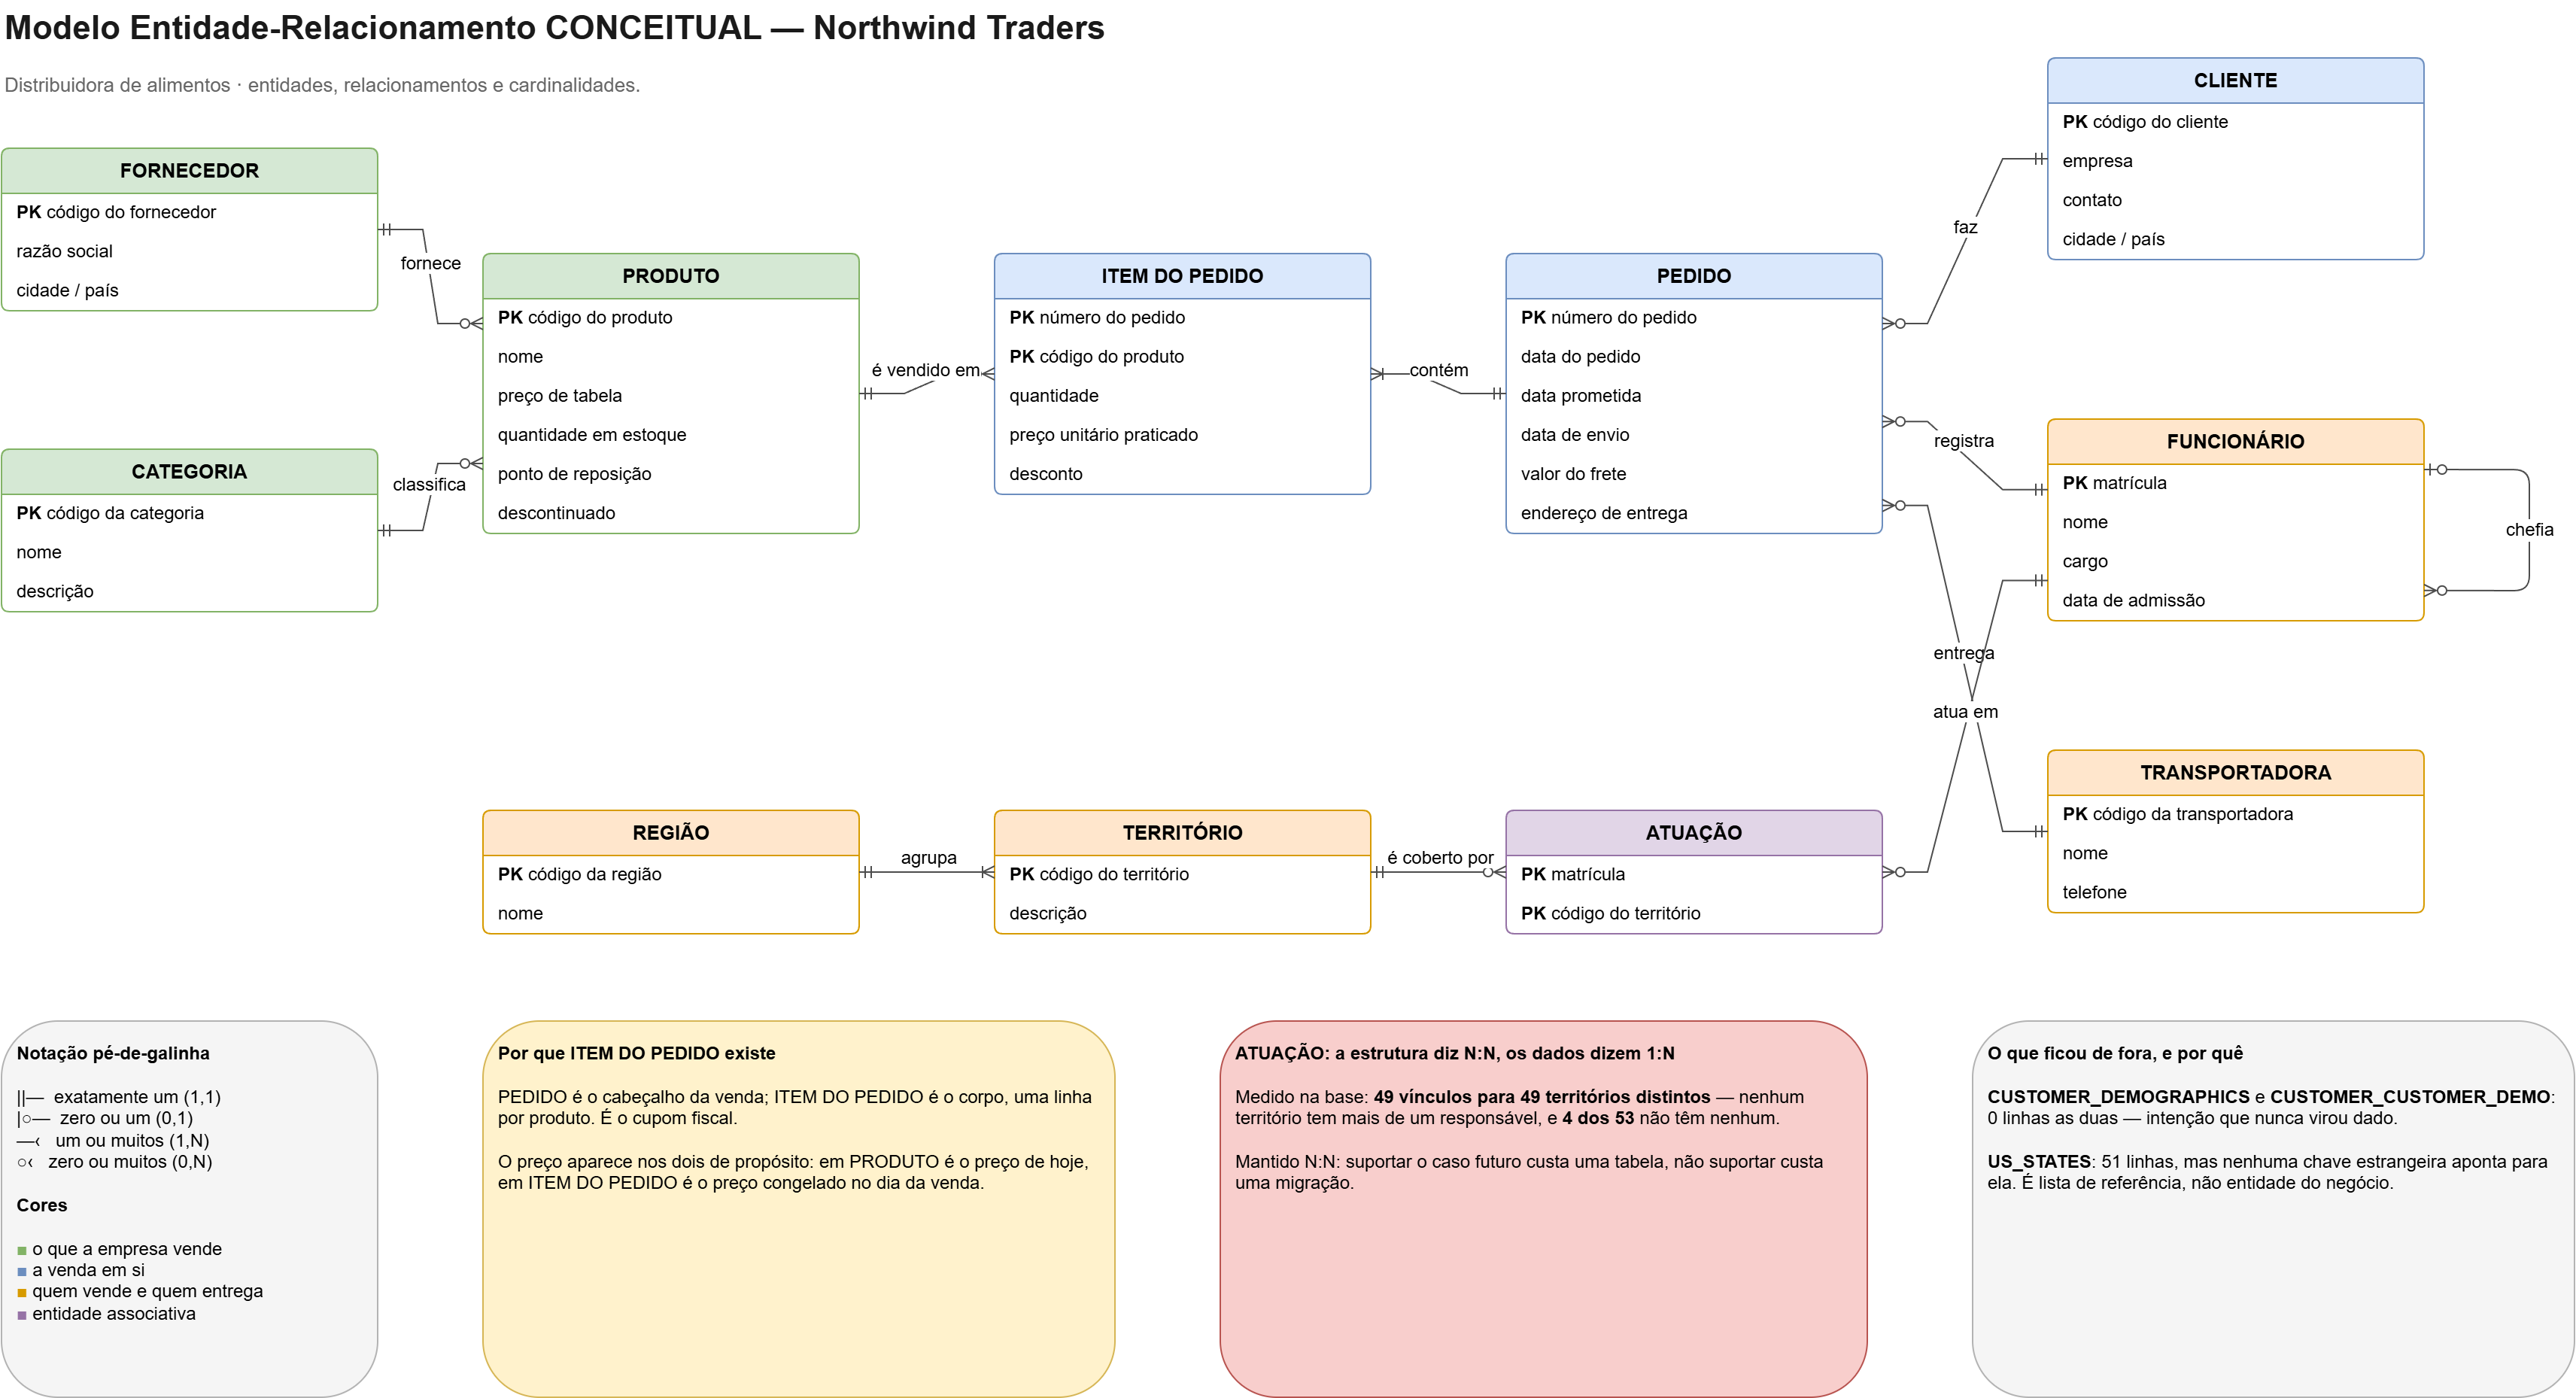 Modelo Entidade-Relacionamento CONCEITUAL — Northwind Traders
Distribuidora de alimentos · entidades, relacionamentos e cardinalidades.
FORNECEDOR
PK código do fornecedor
razão social
cidade / país
fornece
CATEGORIA
PK código da categoria
nome
descrição
classifica
PRODUTO
PK código do produto
nome
preço de tabela
quantidade em estoque
ponto de reposição
descontinuado
é vendido em
ITEM DO PEDIDO
PK número do pedido
PK código do produto
quantidade
preço unitário praticado
desconto
contém
PEDIDO
PK número do pedido
data do pedido
data prometida
data de envio
valor do frete
endereço de entrega
faz
registra
entrega
atua em
CLIENTE
PK código do cliente
empresa
contato
cidade / país
FUNCIONÁRIO
PK matrícula
nome
cargo
data de admissão
chefia
TRANSPORTADORA
PK código da transportadora
nome
telefone
REGIÃO
PK código da região
nome
agrupa
TERRITÓRIO
PK código do território
descrição
é coberto por
ATUAÇÃO
PK matrícula
PK código do território
Notação pé-de-galinha
||— exatamente um (1,1)
|○— zero ou um (0,1)
—‹ um ou muitos (1,N)
○‹ zero ou muitos (0,N)
Cores
■ o que a empresa vende
■ a venda em si
■ quem vende e quem entrega
■ entidade associativa
Por que ITEM DO PEDIDO existe
PEDIDO é o cabeçalho da venda; ITEM DO PEDIDO é o corpo, uma linha
por produto. É o cupom fiscal.
O preço aparece nos dois de propósito: em PRODUTO é o preço de hoje,
em ITEM DO PEDIDO é o preço congelado no dia da venda.
ATUAÇÃO: a estrutura diz N:N, os dados dizem 1:N
Medido na base: 49 vínculos para 49 territórios distintos — nenhum
território tem mais de um responsável, e 4 dos 53 não têm nenhum.
Mantido N:N: suportar o caso futuro custa uma tabela, não suportar custa
uma migração.
O que ficou de fora, e por quê
CUSTOMER_DEMOGRAPHICS e CUSTOMER_CUSTOMER_DEMO:
0 linhas as duas — intenção que nunca virou dado.
US_STATES: 51 linhas, mas nenhuma chave estrangeira aponta para
ela. É lista de referência, não entidade do negócio.